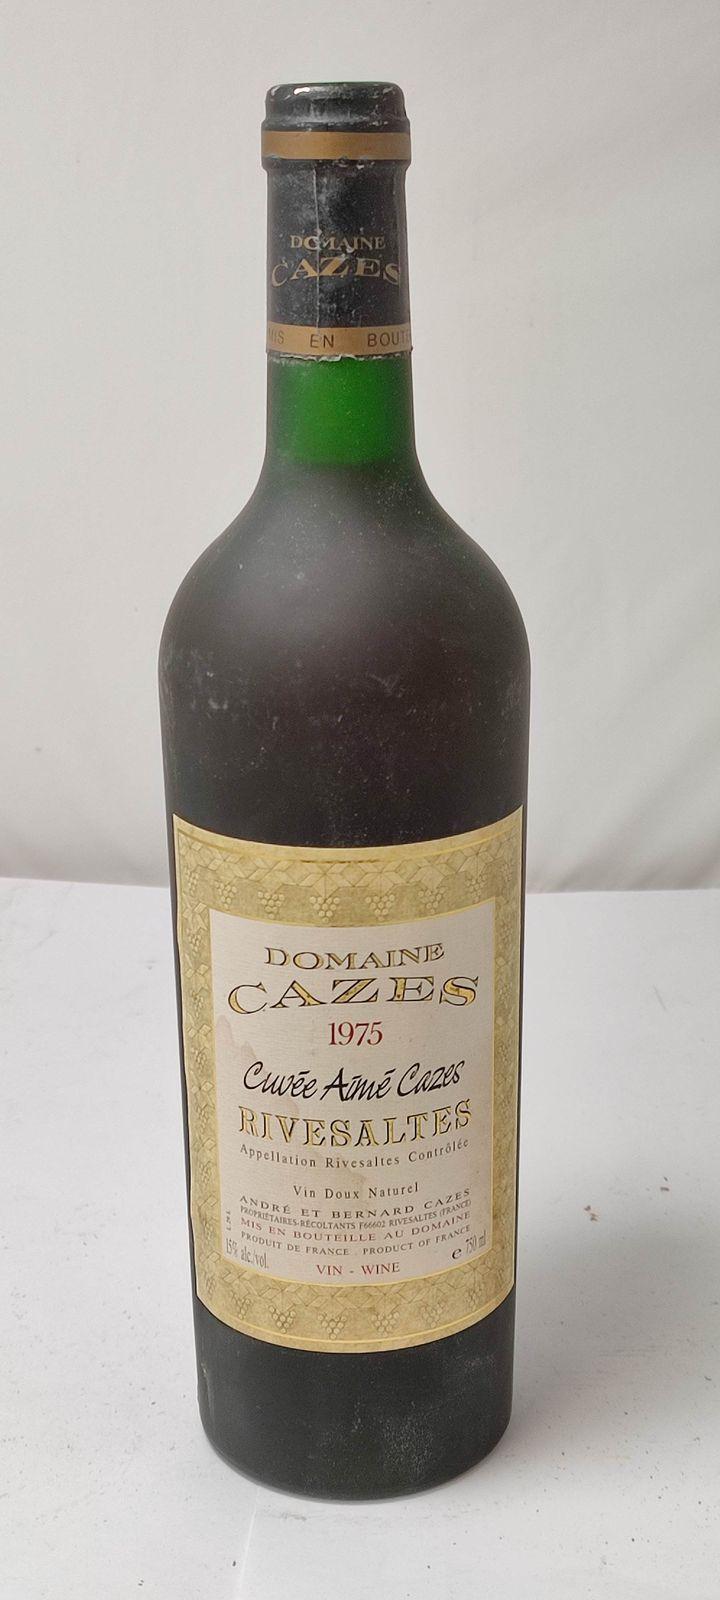 DOMAINE
CAZES
MIS EN BOUTE
DOMAINE
CAZES
1975
Cuvée Aimé Cazes
RIVESALTES
Appellation Rivesaltes Contrôlée
Vin Doux Naturel
ANDRÉ ET BERNARD CAZES
PROPRIÉTAIRES-RÉCOLTANTS F66602 RIVESALTES (FRANCE)
MIS EN BOUTEILLE AU DOMAINE
PRODUIT DE FRANCE . PRODUCT OF FRANCE
15% alc./vol.
e 750 ml
VIN - WINE